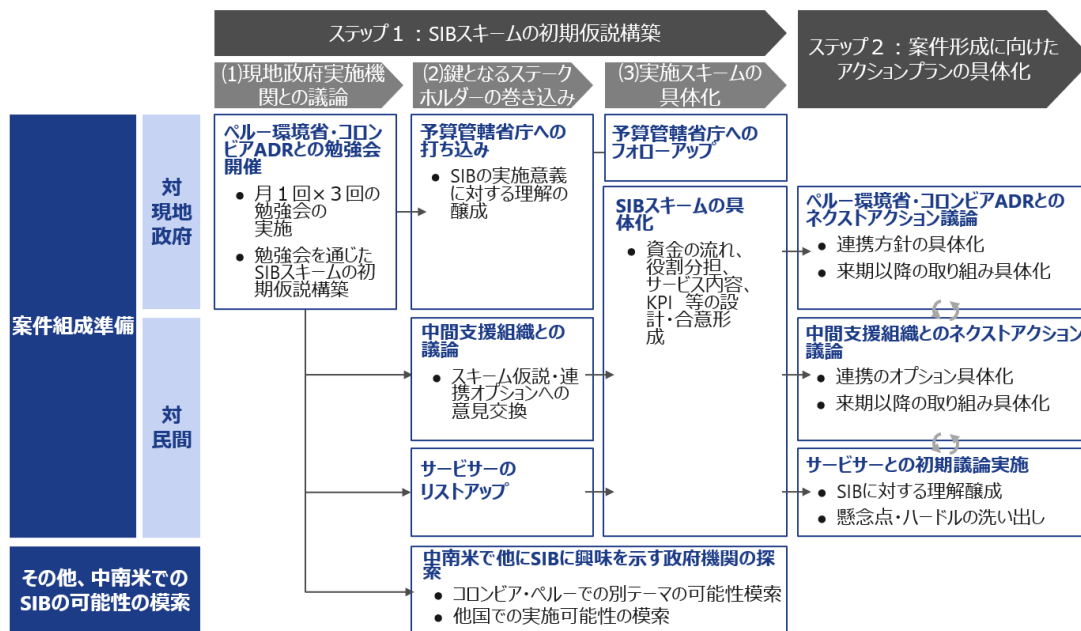 ステップ１：SIBスキームの初期仮説構築
ステップ２：案件形成に向けた
アクションプランの具体化
(1)現地政府実施機
関との議論
(2)鍵となるステーク
ホルダーの巻き込み
(3)実施スキームの
具体化
案件組成準備
対
現地
政府
ペルー環境省・コロン
ビアADRとの勉強会
開催
• 月１回×３回の
勉強会の
実施
• 勉強会を通じた
SIBスキームの初
期仮説構築
予算管轄省庁への
打ち込み
• SIBの実施意義
に対する理解の
醸成
予算管轄省庁への
フォローアップ
SIBスキームの具
体化
• 資金の流れ、
役割分担、
サービス内容、
KPI 等の設
計・合意形
成
ペルー環境省・コロンビアADRとの
ネクストアクション議論
• 連携方針の具体化
• 来期以降の取り組み具体化
対
民間
中間支援組織との
議論
• スキーム仮説・連
携オプションへの
意見交換
中間支援組織とのネクストアクション
議論
• 連携のオプション具体化
• 来期以降の取り組み具体化
サービサーの
リストアップ
サービサーとの初期議論実施
• SIBに対する理解醸成
• 懸念点・ハードルの洗い出し
その他、中南米での
SIBの可能性の模索
中南米で他にSIBに興味を示す政府機関の探
索
• コロンビア・ペルーでの別テーマの可能性模索
• 他国での実施可能性の模索